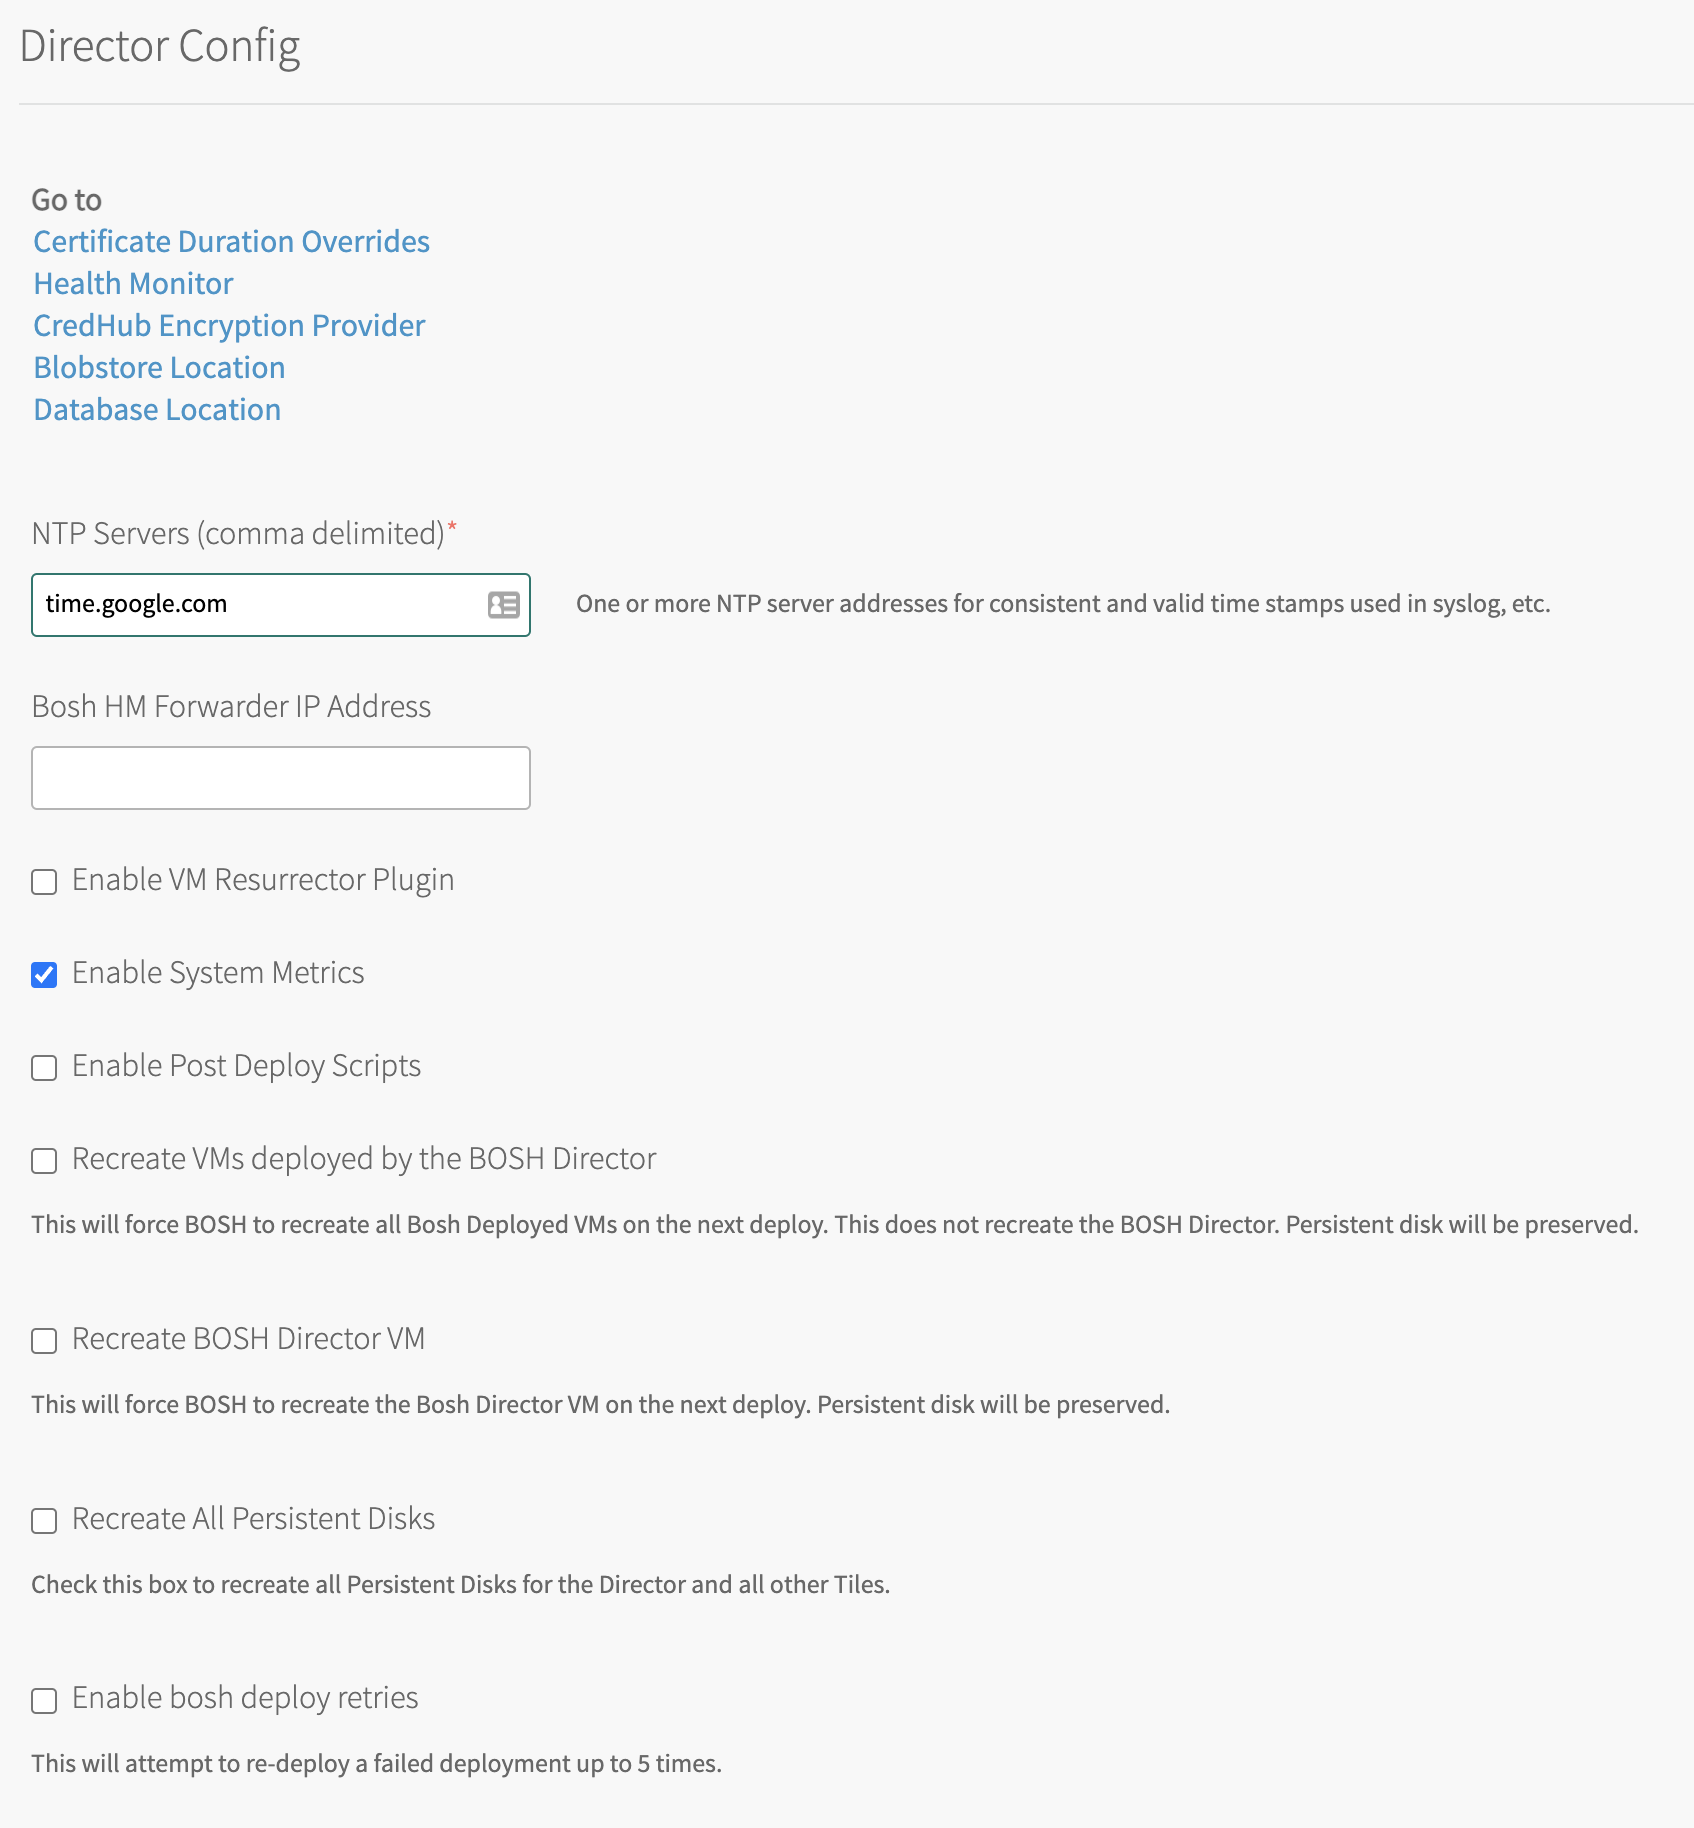 Director Config
Go to
Certificate Duration Overrides
Health Monitor
CredHub Encryption Provider
Blobstore Location
Database Location
NTP Servers (comma delimited)*
time.google.com
One or more NTP server addresses for consistent and valid time stamps used in syslog, etc.
Bosh HM Forwarder IP Address
Enable VM Resurrector Plugin
Enable System Metrics
Enable Post Deploy Scripts
Recreate VMs deployed by the BOSH Director
This will force BOSH to recreate all Bosh Deployed VMs on the next deploy. This does not recreate the BOSH Director. Persistent disk will be preserved.
Recreate BOSH Director VM
This will force BOSH to recreate the Bosh Director VM on the next deploy. Persistent disk will be preserved.
Recreate All Persistent Disks
Check this box to recreate all Persistent Disks for the Director and all other Tiles.
Enable bosh deploy retries
This will attempt to re-deploy a failed deployment up to 5 times.